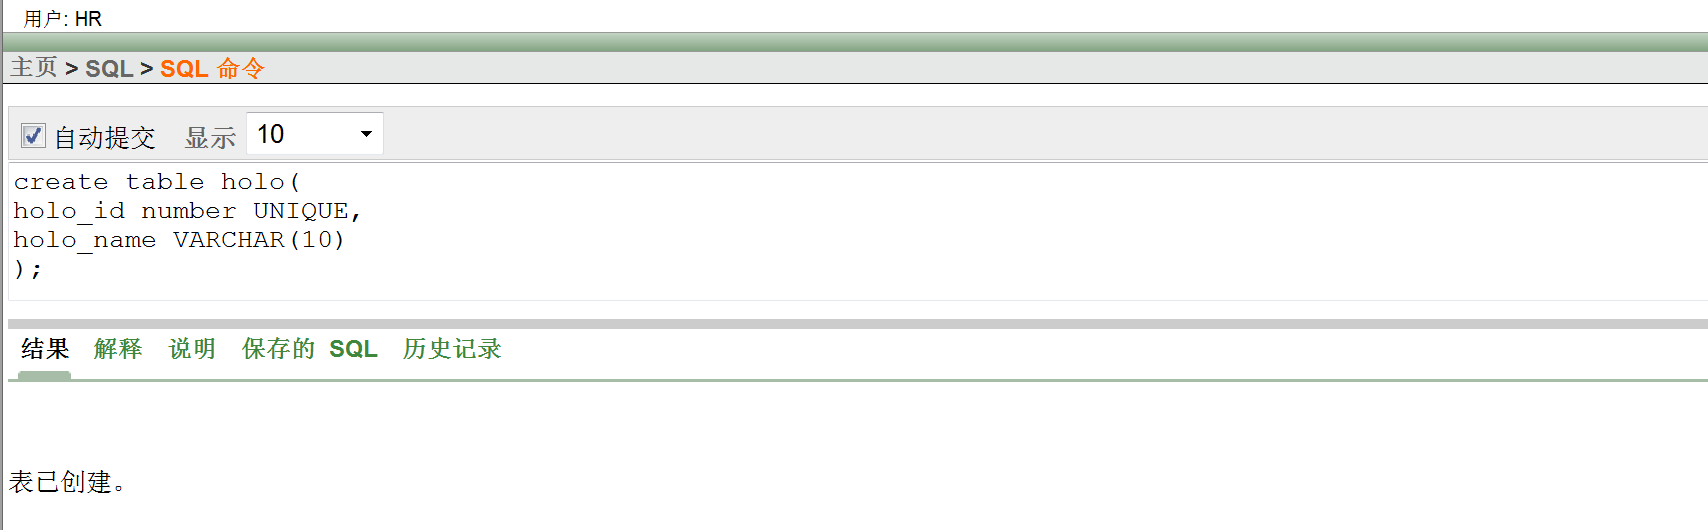 用户: HR
主页 > SQL > SQL 命令
自动提交 显示 10
create table holo(
holo_id number UNIQUE,
holo_name VARCHAR(10)
);
结果 解释 说明 保存的 SQL 历史记录
表已创建。